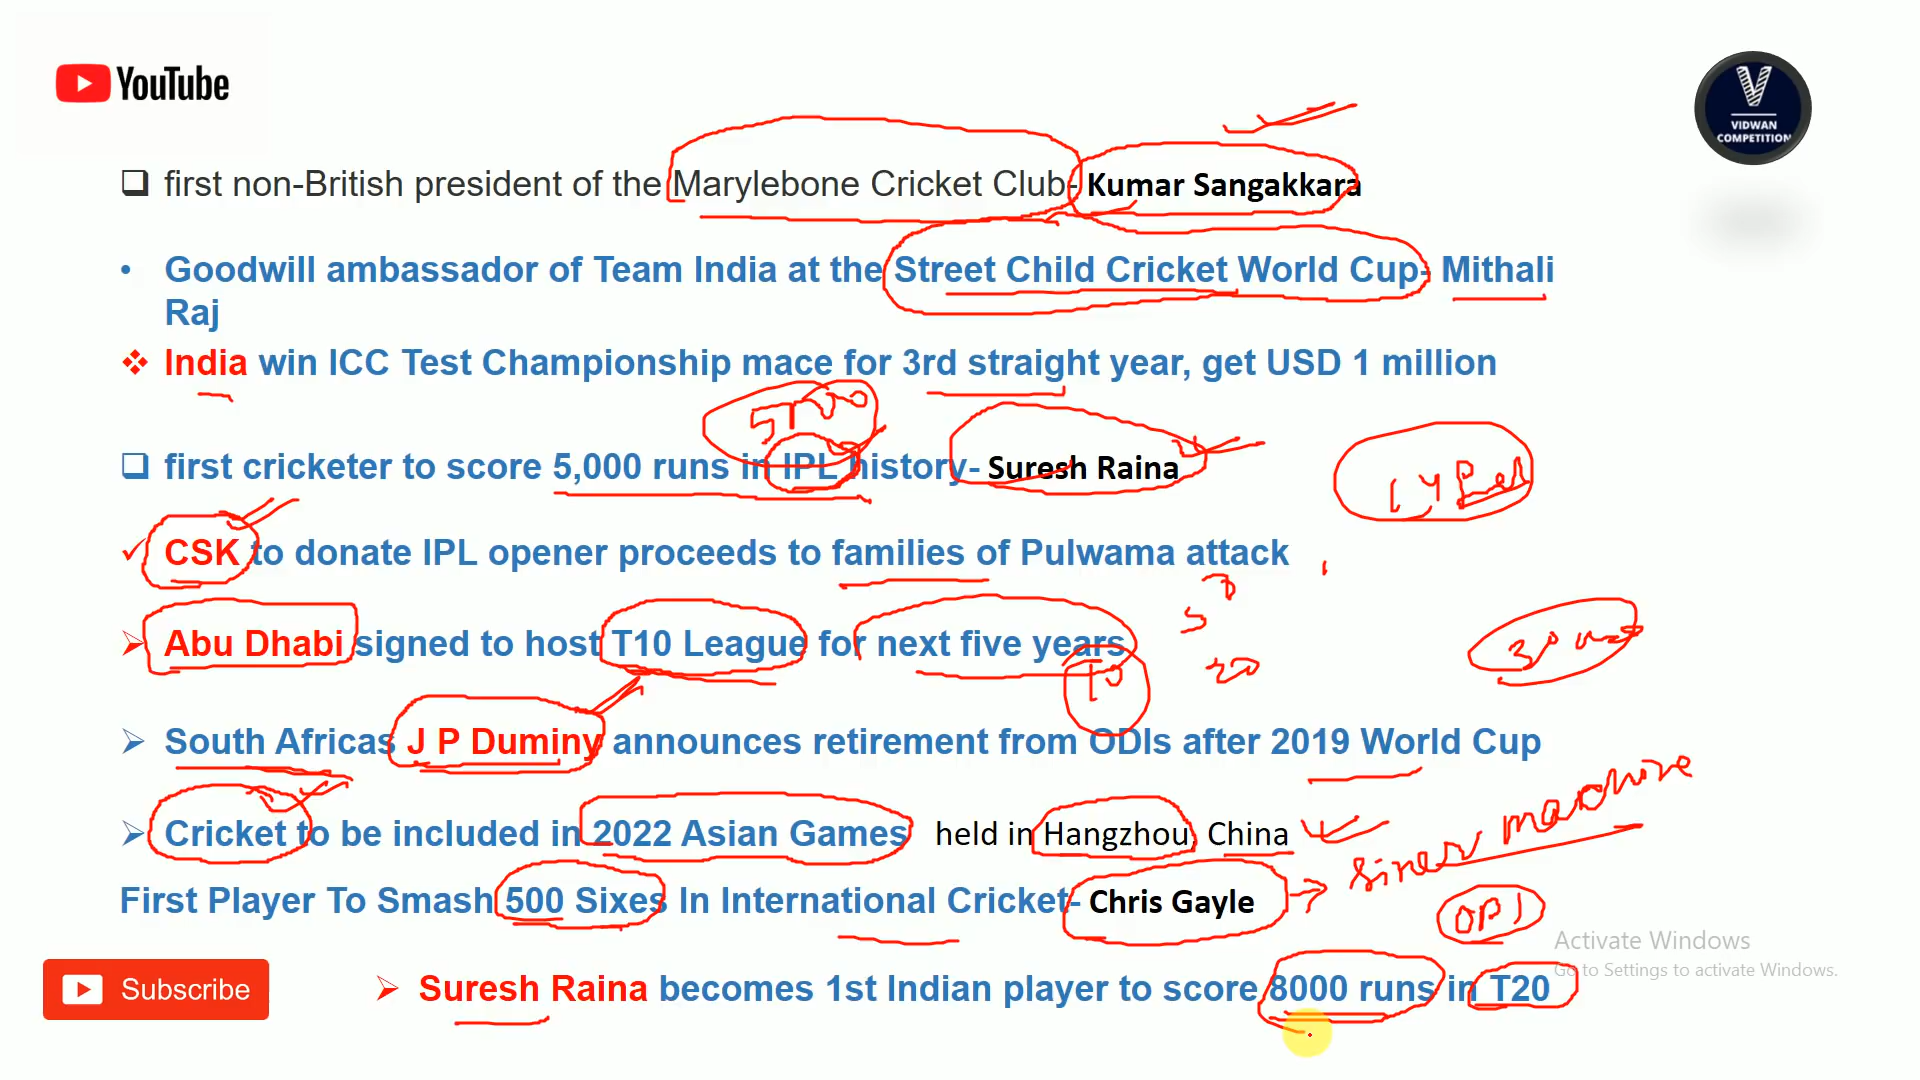 YouTube
V
VIDWAN
COMPETITION
first non-British president of the Marylebone Cricket Club- Kumar Sangakkara
Goodwill ambassador of Team India at the Street Child Cricket World Cup- Mithali
Raj
India win ICC Test Championship mace for 3rd straight year, get USD 1 million
first cricketer to score 5,000 runs in IPL history- Suresh Raina
CSK to donate IPL opener proceeds to families of Pulwama attack
Abu Dhabi signed to host T10 League for next five years
10
20
South Africas J P Duminy announces retirement from ODIs after 2019 World Cup
Cricket to be included in 2022 Asian Games held in Hangzhou, China
First Player To Smash 500 Sixes In International Cricket- Chris Gayle
Activate Windows
Go to Settings to activate Windows.
Subscribe
Suresh Raina becomes 1st Indian player to score 8000 runs in T20